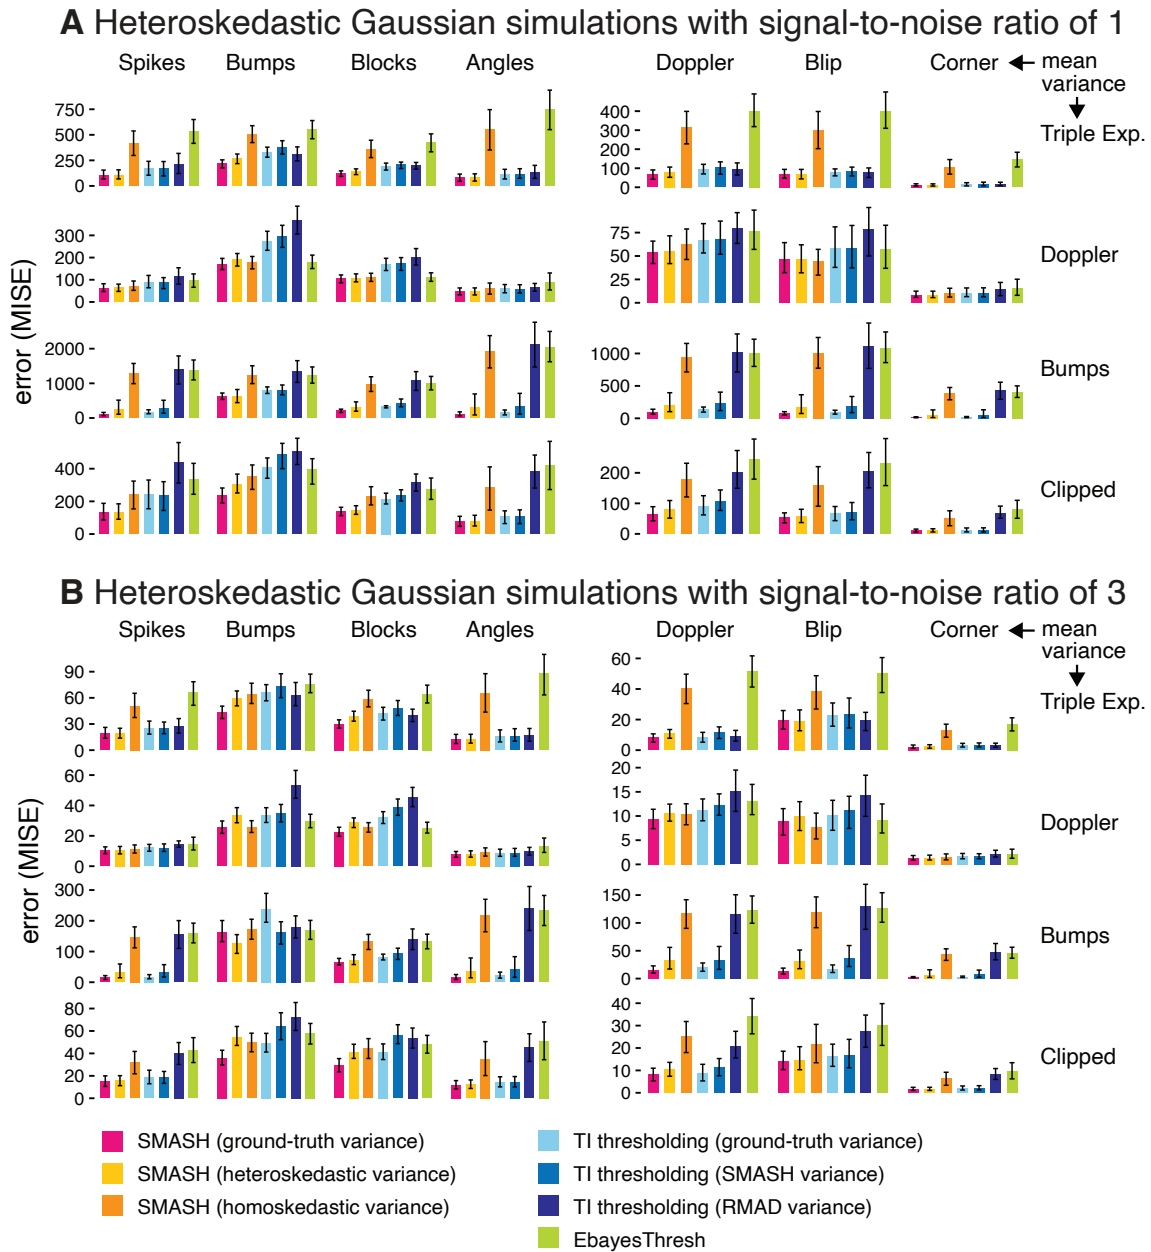 A Heteroskedastic Gaussian simulations with signal-to-noise ratio of 1
Spikes Bumps Blocks Angles Doppler Blip Corner ← mean
variance
↓
Triple Exp.
750
500
250
0
400
300
200
100
0
Doppler
300
200
100
0
75
50
25
0
error (MISE)
Bumps
2000
1000
0
1000
500
0
Clipped
400
200
0
200
100
0
B Heteroskedastic Gaussian simulations with signal-to-noise ratio of 3
Spikes Bumps Blocks Angles Doppler Blip Corner ← mean
variance
↓
Triple Exp.
90
60
30
0
60
40
20
0
Doppler
60
40
20
0
20
15
10
5
0
error (MISE)
Bumps
300
200
100
0
150
100
50
0
Clipped
80
60
40
20
0
40
30
20
10
0
SMASH (ground-truth variance)
SMASH (heteroskedastic variance)
SMASH (homoskedastic variance)
TI thresholding (ground-truth variance)
TI thresholding (SMASH variance)
TI thresholding (RMAD variance)
EbayesThresh